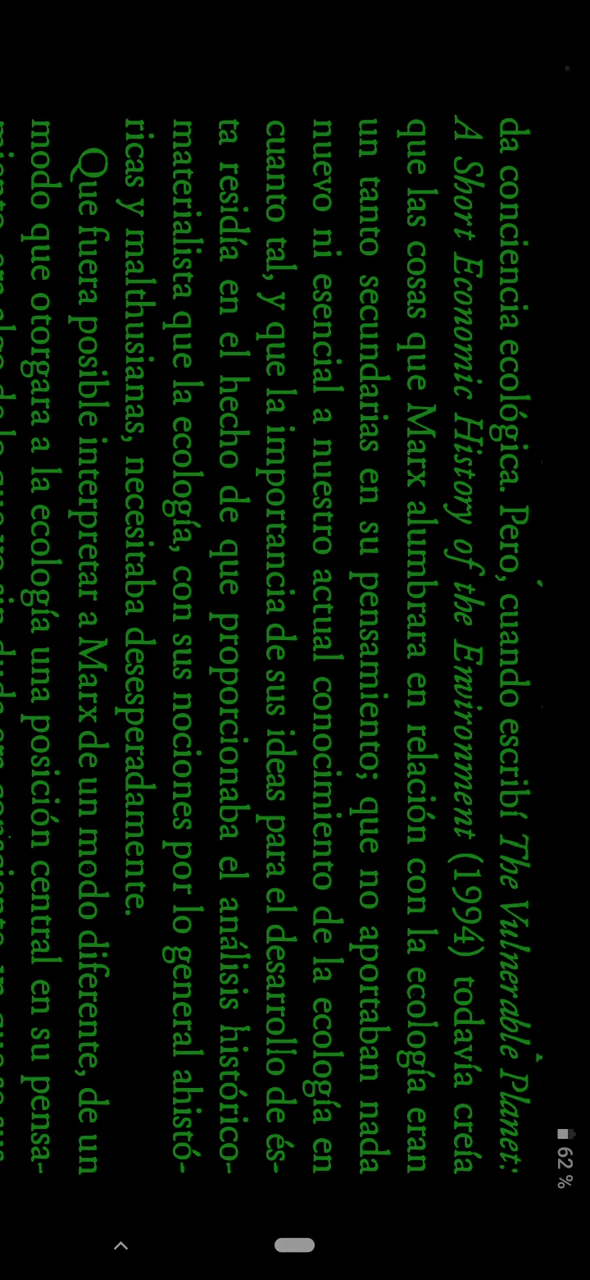 62 %
da conciencia ecológica. Pero, cuando escribí The Vulnerable Planet:
A Short Economic History of the Environment (1994) todavía creía
que las cosas que Marx alumbrara en relación con la ecología eran
un tanto secundarias en su pensamiento; que no aportaban nada
nuevo ni esencial a nuestro actual conocimiento de la ecología en
cuanto tal, y que la importancia de sus ideas para el desarrollo de és-
ta residía en el hecho de que proporcionaba el análisis histórico-
materialista que la ecología, con sus nociones por lo general ahistó-
ricas y malthusianas, necesitaba desesperadamente.
Que fuera posible interpretar a Marx de un modo diferente, de un
modo que otorgara a la ecología una posición central en su pensa-